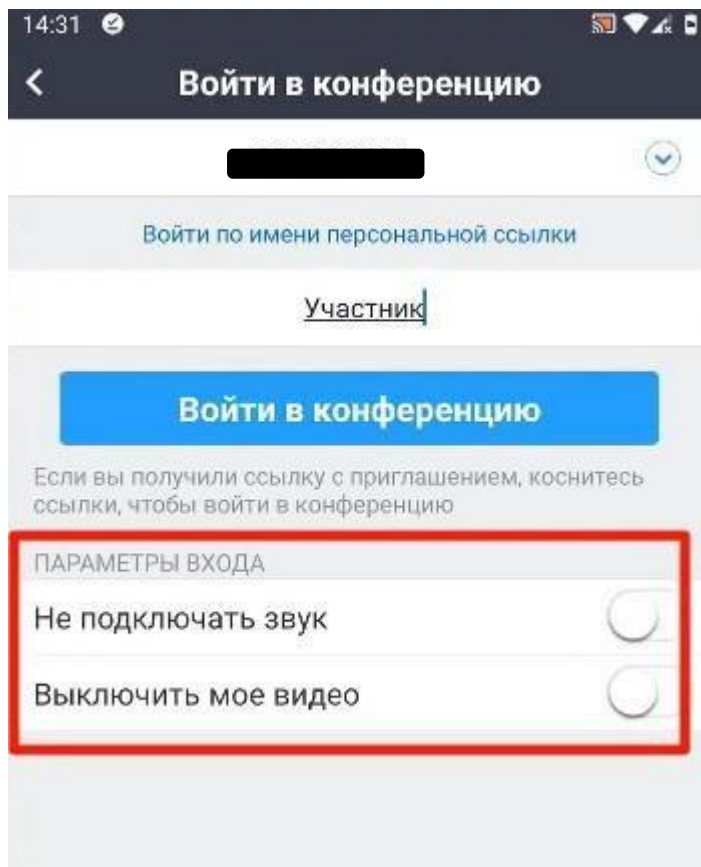 14:31
Войти в конференцию
Войти по имени персональной ссылки
Участник
Войти в конференцию
Если вы получили ссылку с приглашением, коснитесь
ссылки, чтобы войти в конференцию
ПАРАМЕТРЫ ВХОДА
Не подключать звук
Выключить мое видео